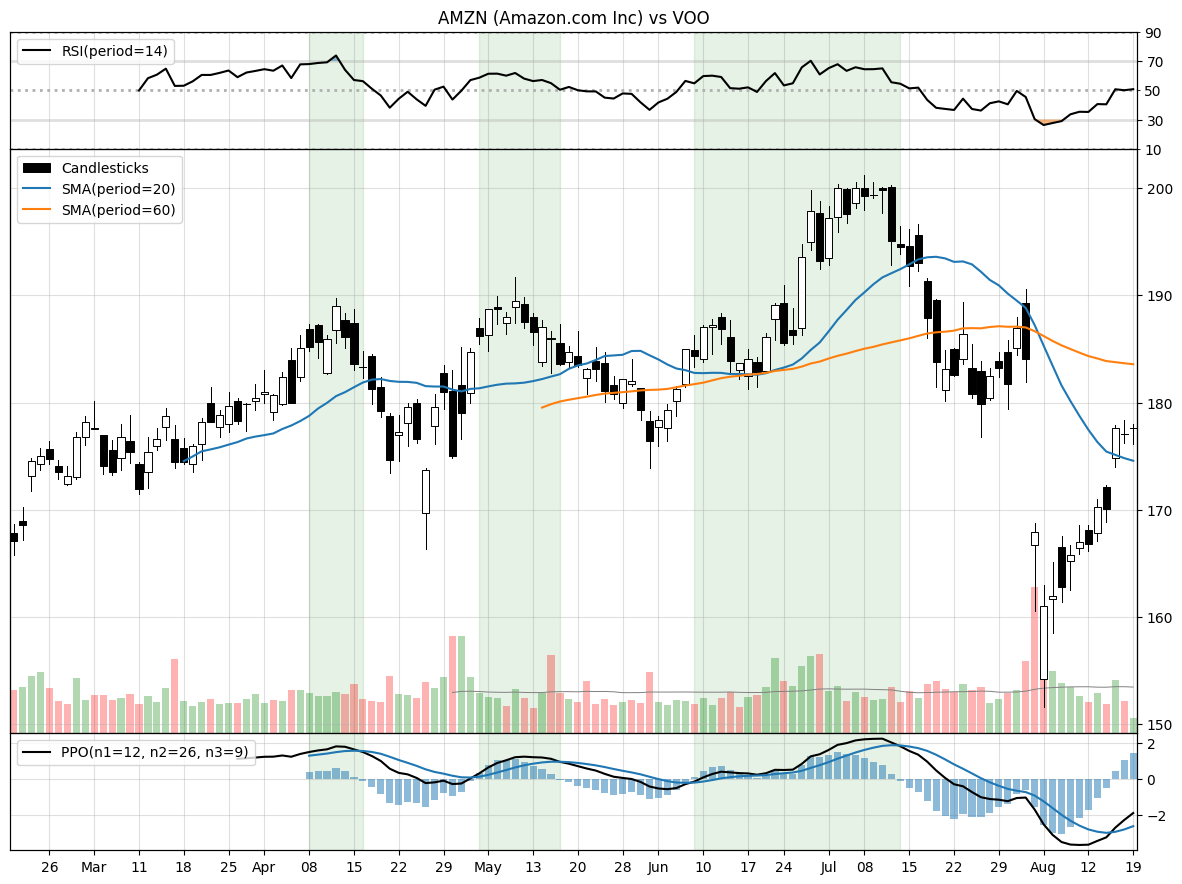 AMZN (Amazon.com Inc) vs VOO
RSI(period=14)
90
70
50
30
10
Candlesticks
SMA(period=20)
SMA(period=60)
200
190
180
170
160
150
PPO(n1=12, n2=26, n3=9)
2
0
−2
26 Mar 11 18 25 Apr 08 15 22 29 May 13 20 28 Jun 10 17 24 Jul 08 15 22 29 Aug 12 19